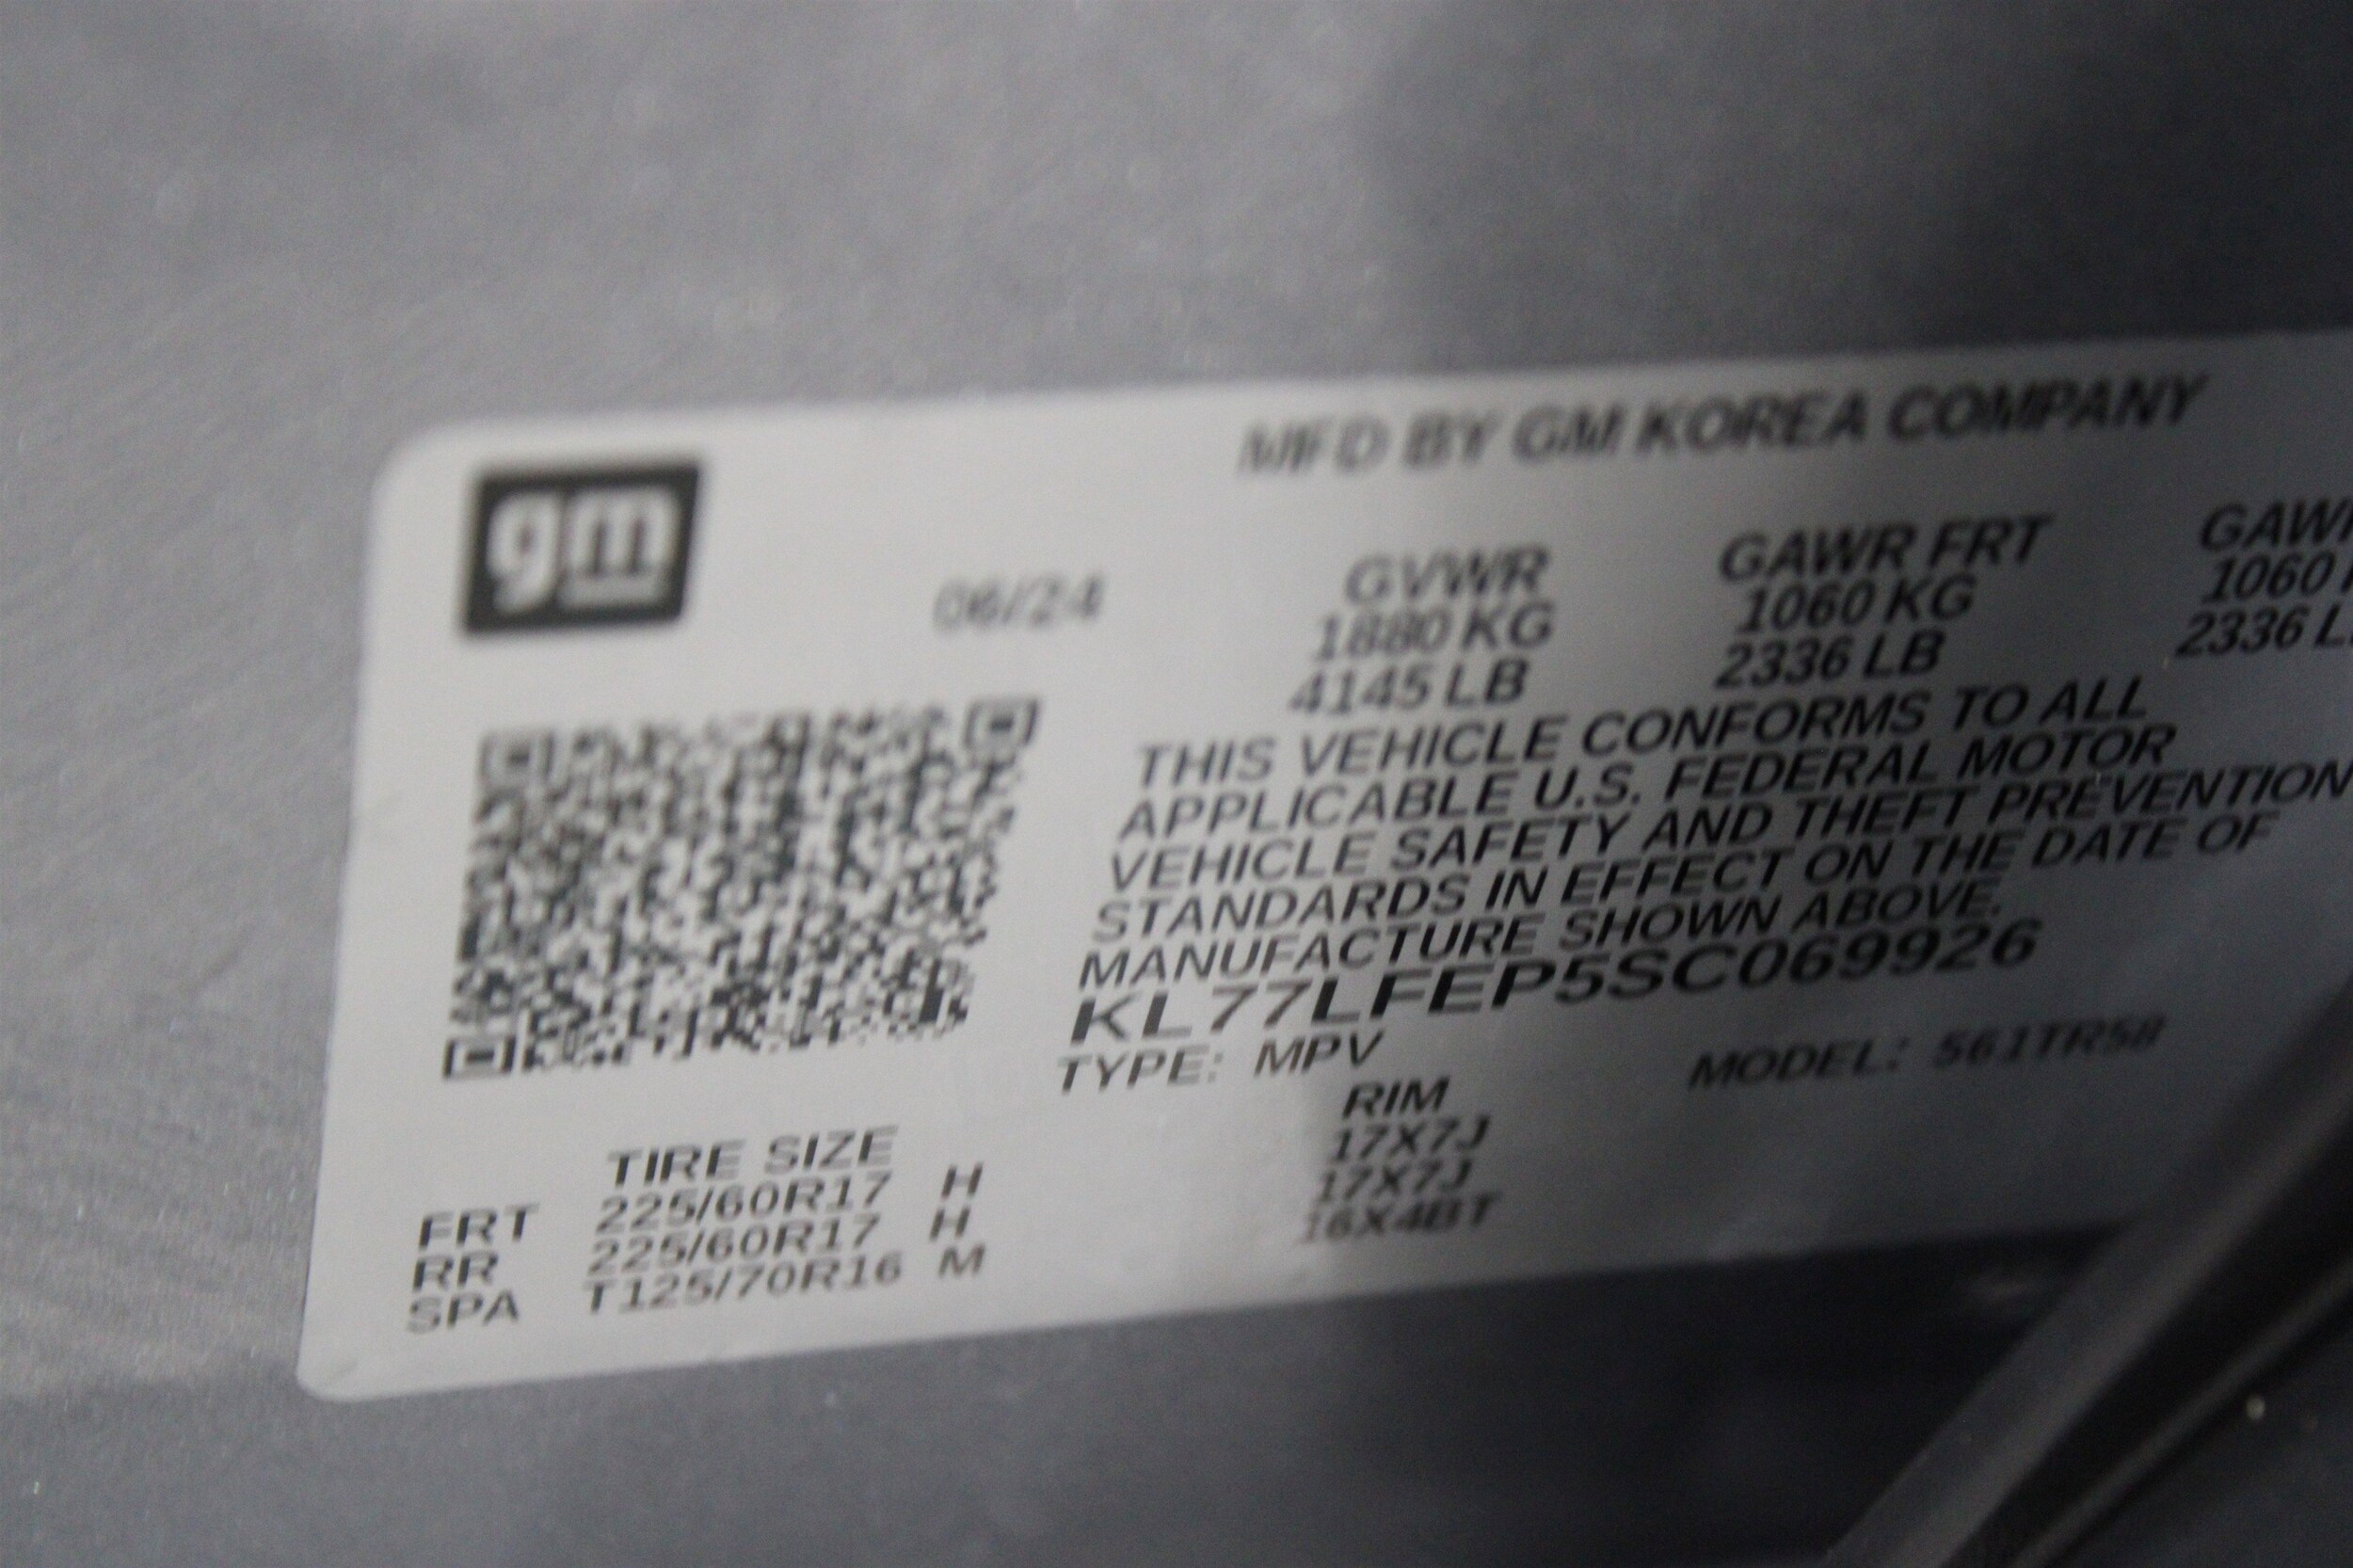 gm
MFD BY GM KOREA COMPANY
06/24
GVWR GAWR FRT GAWR
1880 KG 1060 KG 1060
4145 LB 2336 LB 2336
THIS VEHICLE CONFORMS TO ALL
APPLICABLE U.S. FEDERAL MOTOR
VEHICLE SAFETY AND THEFT PREVENTION
STANDARDS IN EFFECT ON THE DATE OF
MANUFACTURE SHOWN ABOVE.
KL77LFEP5SC069926
TYPE: MPV MODEL: 561TR58
TIRE SIZE RIM
FRT 225/60R17 H 17X7J
RR 225/60R17 H 17X7J
SPA T125/70R16 M 16X4BT